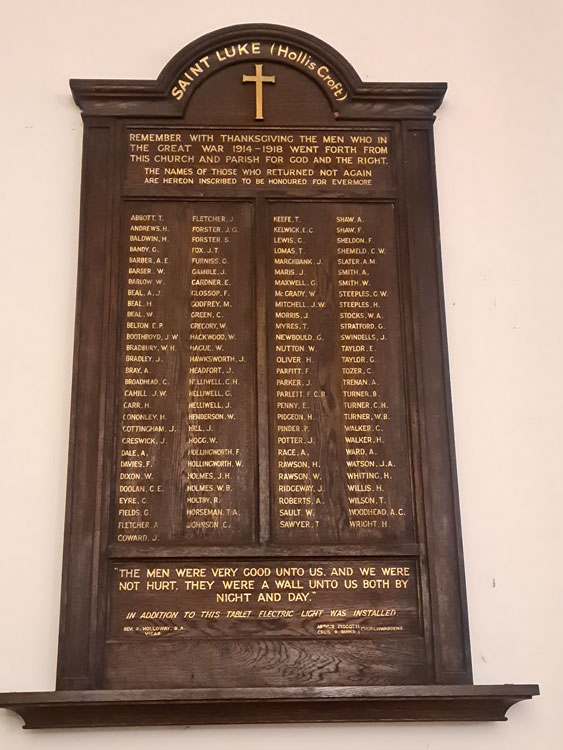 SAINT LUKE (Hollis Croft)
REMEMBER WITH THANKSGIVING THE MEN WHO IN
THE GREAT WAR 1914-1918 WENT FORTH FROM
THIS CHURCH AND PARISH FOR GOD AND THE RIGHT.
THE NAMES OF THOSE WHO RETURNED NOT AGAIN
ARE HEREON INSCRIBED TO BE HONOURED FOR EVERMORE
ABBOTT. T.
ANDREWS. H.
BALDWIN. H.
BANDY. G.
BARBER. A.E.
BARBER. W.
BARLOW. W.
BEAL. A.J.
BEAL. H.
BEAL. W.
BELTON. E.P.
BOOTHROYD. J.W.
BRADBURY. W.H.
BRADLEY. J.
BRAY. A.
BROADHEAD. G.
CAHILL. J.W.
CARR. H.
CONONLEY. H.
COTTINGHAM. J.
CRESWICK. J.
DALE. A.
DAVIES. F.
DIXON. W.
DOOLAN. C.E.
EYRE. C.
FIELDS. G.
FLETCHER. A
COWARD. J.
FLETCHER. J.
FORSTER. J.G.
FORSTER. S.
FOX. J.T.
FURNISS. G.
GAMBLE. J.
GARDNER. E.
GLOSSOP. F.
GODFREY. M.
GREEN. C.
GREGORY. W.
HACKWOOD. W.
HAGUE. W.
HAWKSWORTH. J.
HEADFORT. J.
HELLIWELL. C.H.
HELLIWELL. G.
HELLIWELL. J.
HENDERSON. W.
HILL. J.
HOGG. W.
HOLLINGWORTH. F.
HOLLINGWORTH. W.
HOLMES. J.H.
HOLMES. W.B.
HOLTBY. R.
HORSEMAN. T.A.
JOHNSON. C.
KEEFE. T.
KELWICK. E.C.
LEWIS. G.
LOMAS. T.
MARCHBANK. J.
MARIS. J.
MAXWELL. G.
McGRADY. W.
MITCHELL. J.W.
MORRIS. J.
MYRES. T.
NEWBOULD. G.
NUTTON. W.
OLIVER. H.
PARFITT. F.
PARKER. J.
PARLETT. F.C.R
PENNY. E.
PIDGEON. H.
PINDER. P.
POTTER. J.
RACE. A.
RAWSON. H.
RAWSON. W.
RIDGEWAY. J.
ROBERTS. A.
SAULT. W.
SAWYER. T.
SHAW. A.
SHAW. F.
SHELDON. F.
SHEMELD. C.W.
SLATER. A.M.
SMITH. A.
SMITH. W.
STEEPLES. G.W.
STEEPLES. H.
STOCKS. W.A.
STRATFORD. G.
SWINDELLS. J.
TAYLOR. E.
TAYLOR. G.
TOZER. C.
TRENAN. A.
TURNER. B.
TURNER. C.H.
TURNER. W.B.
WALKER. C.
WALKER. H.
WARD. A.
WATSON. J.A.
WHITING. H.
WILLIS. H.
WILSON. T.
WOODHEAD. A.C.
WRIGHT. H.
"THE MEN WERE VERY GOOD UNTO US, AND WE WERE
NOT HURT. THEY WERE A WALL UNTO US BOTH BY
NIGHT AND DAY."
IN ADDITION TO THIS TABLET ELECTRIC LIGHT WAS INSTALLED
REV. R. HOLLOWAY. B.A.
VICAR
ARTHUR
CECIL
CHURCHWARDENS